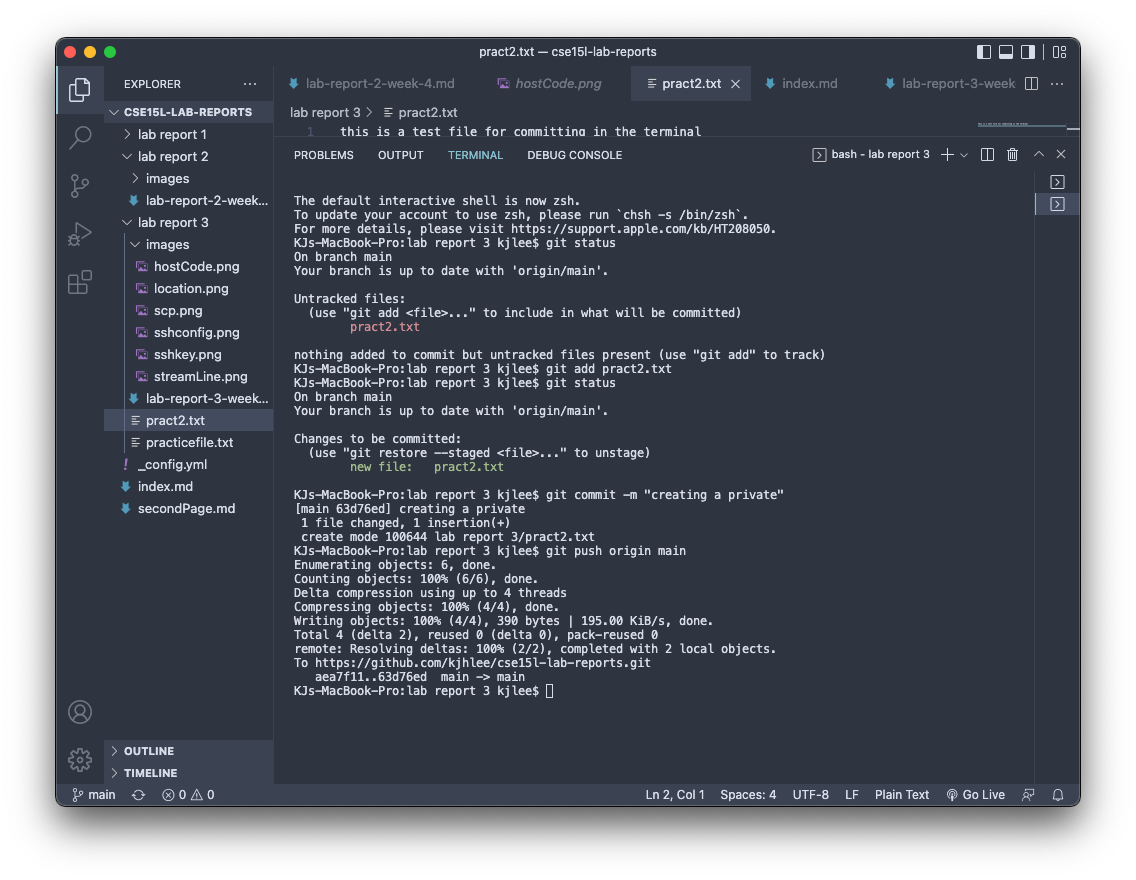 pract2.txt — cse15l-lab-reports
EXPLORER
CSE15L-LAB-REPORTS
lab report 1
lab report 2
images
lab-report-2-week...
lab report 3
images
hostCode.png
location.png
scp.png
sshconfig.png
sshkey.png
streamLine.png
lab-report-3-week...
pract2.txt
practicefile.txt
_config.yml
index.md
secondPage.md
OUTLINE
TIMELINE
lab-report-2-week-4.md hostCode.png pract2.txt index.md lab-report-3-week
lab report 3 > pract2.txt
1 this is a test file for committing in the terminal
PROBLEMS OUTPUT TERMINAL DEBUG CONSOLE bash - lab report 3
The default interactive shell is now zsh.
To update your account to use zsh, please run `chsh -s /bin/zsh`.
For more details, please visit https://support.apple.com/kb/HT208050.
KJs-MacBook-Pro:lab report 3 kjlee$ git status
On branch main
Your branch is up to date with 'origin/main'.
Untracked files:
(use "git add <file>..." to include in what will be committed)
pract2.txt
nothing added to commit but untracked files present (use "git add" to track)
KJs-MacBook-Pro:lab report 3 kjlee$ git add pract2.txt
KJs-MacBook-Pro:lab report 3 kjlee$ git status
On branch main
Your branch is up to date with 'origin/main'.
Changes to be committed:
(use "git restore --staged <file>..." to unstage)
new file:   pract2.txt
KJs-MacBook-Pro:lab report 3 kjlee$ git commit -m "creating a private"
[main 63d76ed] creating a private
1 file changed, 1 insertion(+)
create mode 100644 lab report 3/pract2.txt
KJs-MacBook-Pro:lab report 3 kjlee$ git push origin main
Enumerating objects: 6, done.
Counting objects: 100% (6/6), done.
Delta compression using up to 4 threads
Compressing objects: 100% (4/4), done.
Writing objects: 100% (4/4), 390 bytes | 195.00 KiB/s, done.
Total 4 (delta 2), reused 0 (delta 0), pack-reused 0
remote: Resolving deltas: 100% (2/2), completed with 2 local objects.
To https://github.com/kjhlee/cse15l-lab-reports.git
aea7f11..63d76ed  main -> main
KJs-MacBook-Pro:lab report 3 kjlee$
main 0 0 Ln 2, Col 1 Spaces: 4 UTF-8 LF Plain Text Go Live